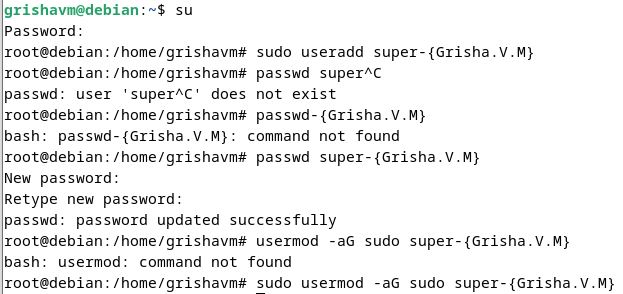 grishavm@debian:~$ su
Password:
root@debian:/home/grishavm# sudo useradd super-{Grisha.V.M}
root@debian:/home/grishavm# passwd super^C
passwd: user 'super^C' does not exist
root@debian:/home/grishavm# passwd-{Grisha.V.M}
bash: passwd-{Grisha.V.M}: command not found
root@debian:/home/grishavm# passwd super-{Grisha.V.M}
New password:
Retype new password:
passwd: password updated successfully
root@debian:/home/grishavm# usermod -aG sudo super-{Grisha.V.M}
bash: usermod: command not found
root@debian:/home/grishavm# sudo usermod -aG sudo super-{Grisha.V.M}